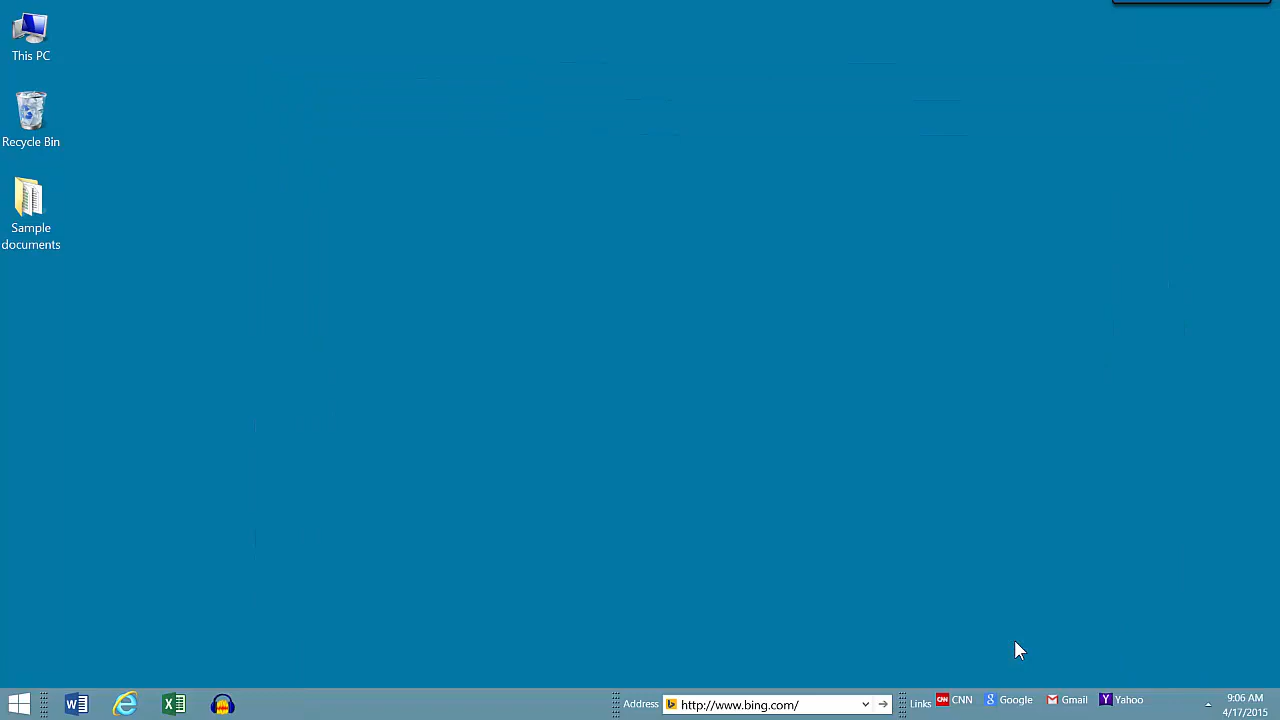 This PC
Recycle Bin
Sample
documents
Address http://www.bing.com/ Links CNN Google Gmail Yahoo 9:06 AM
4/17/2015